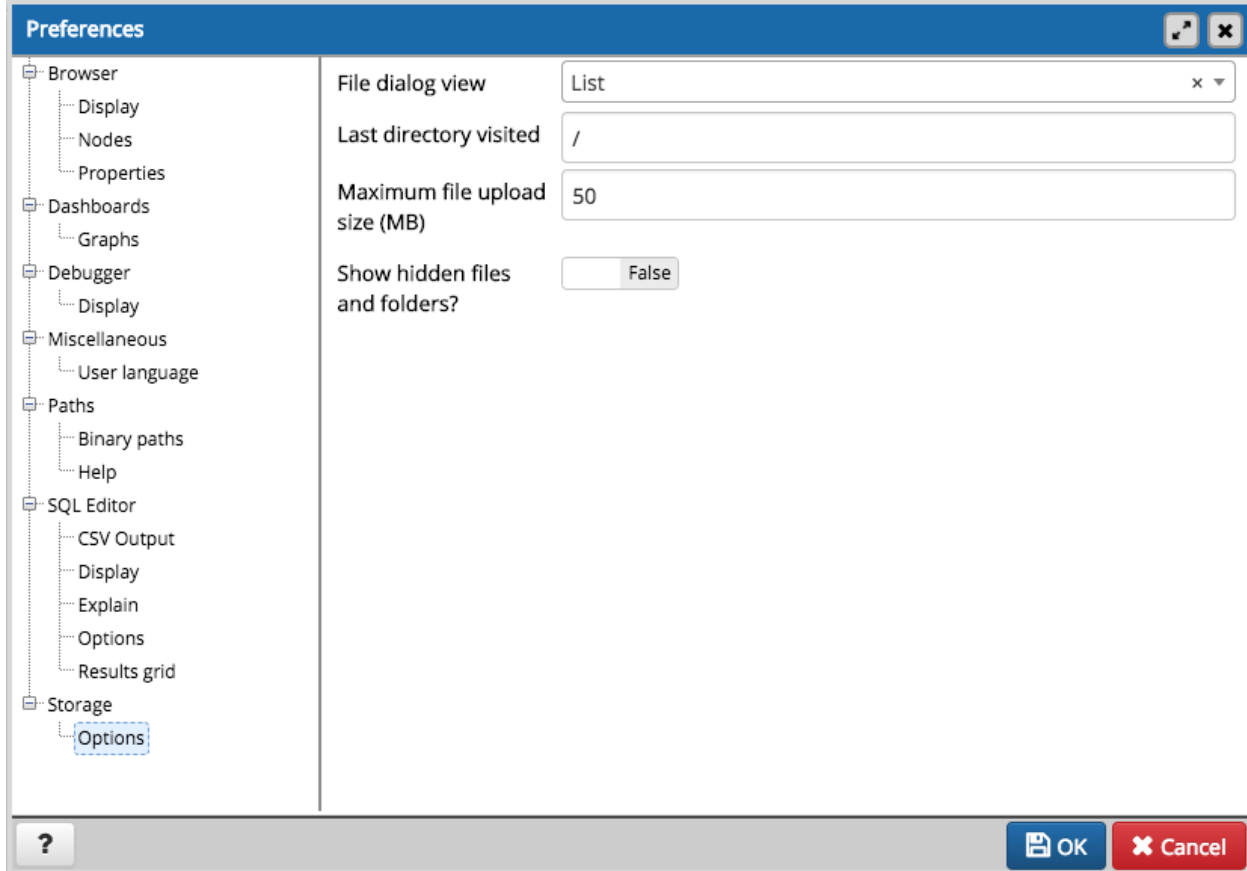 Preferences
Browser
Display
Nodes
Properties
Dashboards
Graphs
Debugger
Display
Miscellaneous
User language
Paths
Binary paths
Help
SQL Editor
CSV Output
Display
Explain
Options
Results grid
Storage
Options
File dialog view
List
Last directory visited
/
Maximum file upload
size (MB)
50
Show hidden files
and folders?
False
?
OK
Cancel